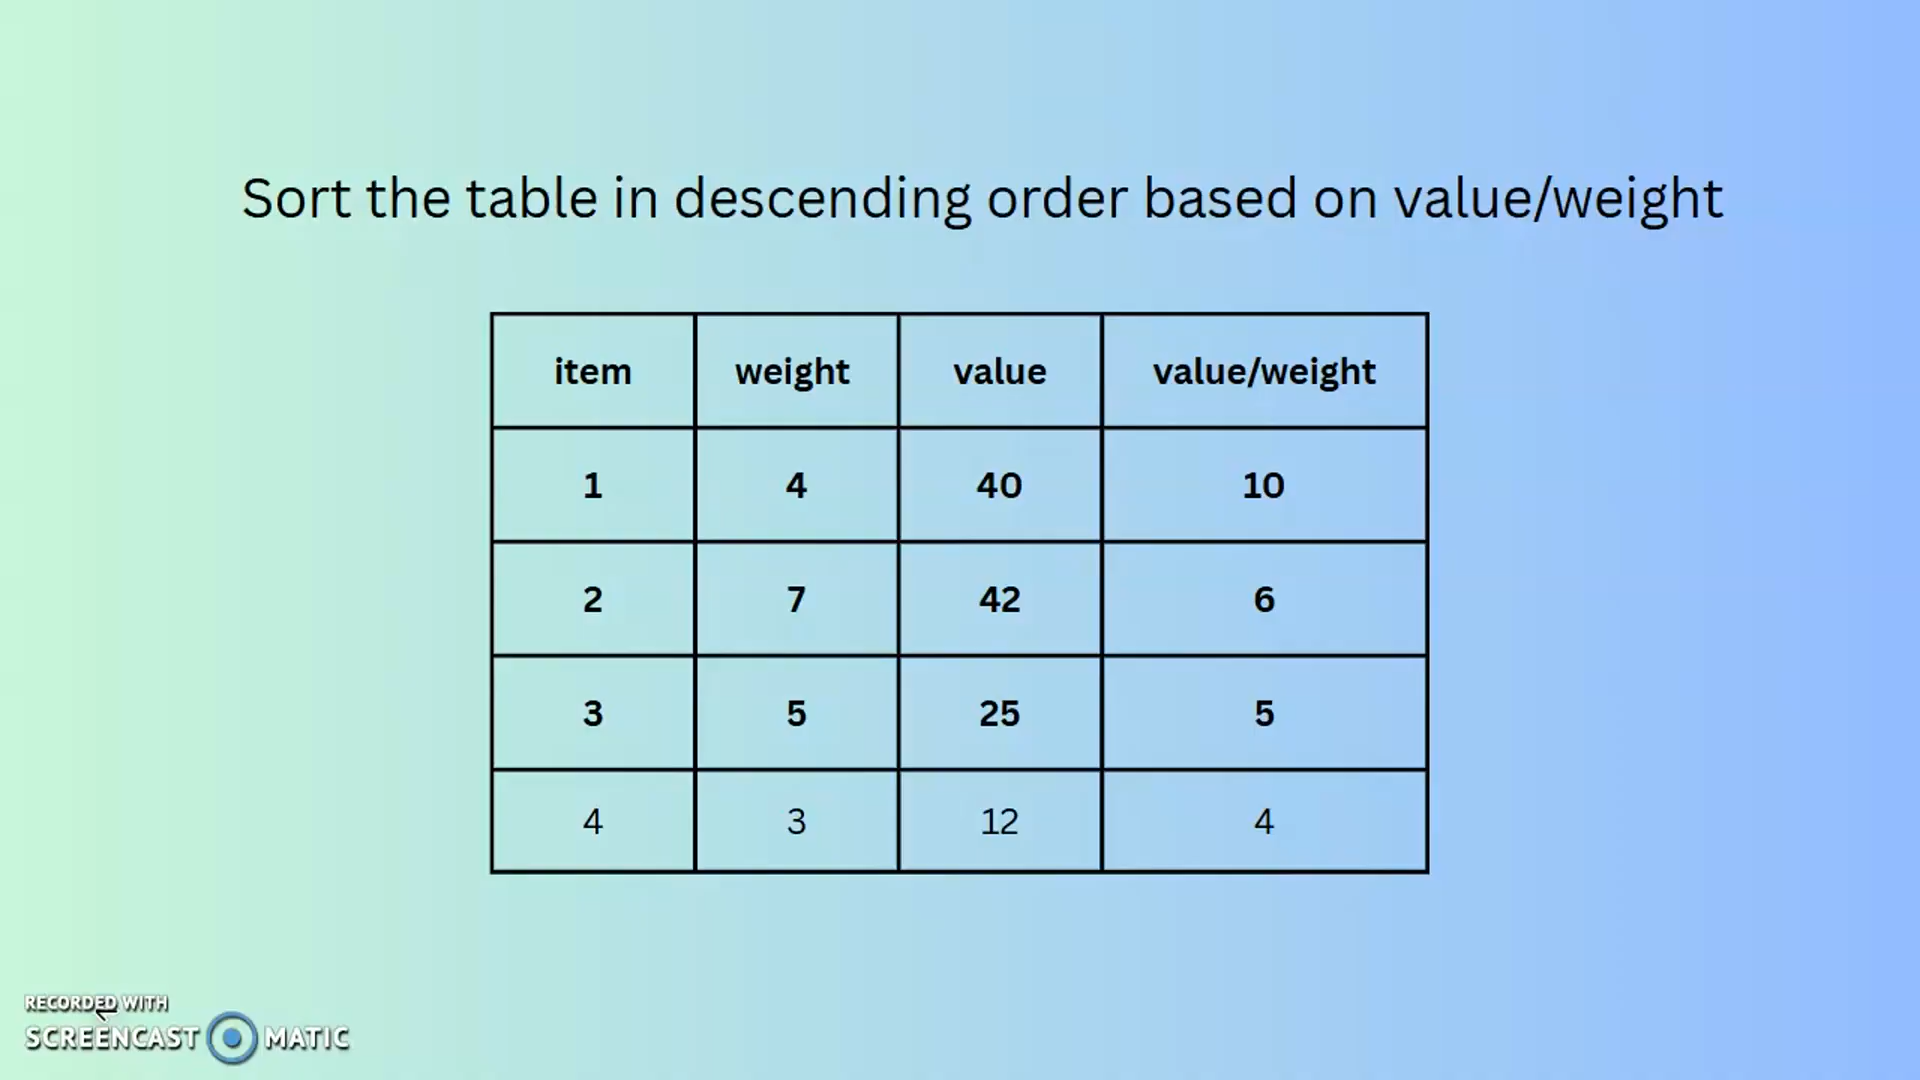 Sort the table in descending order based on value/weight
item weight value value/weight
1 4 40 10
2 7 42 6
3 5 25 5
4 3 12 4
RECORDED WITH
SCREENCAST MATIC